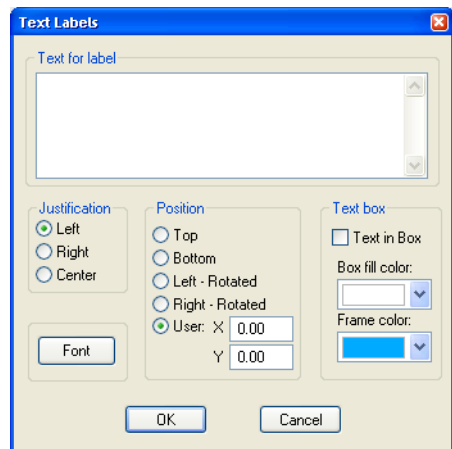 Text Labels
Text for label
Justification
Left
Right
Center
Font
Position
Top
Bottom
Left - Rotated
Right - Rotated
User: X 0.00
Y 0.00
Text box
Text in Box
Box fill color:
Frame color:
OK
Cancel